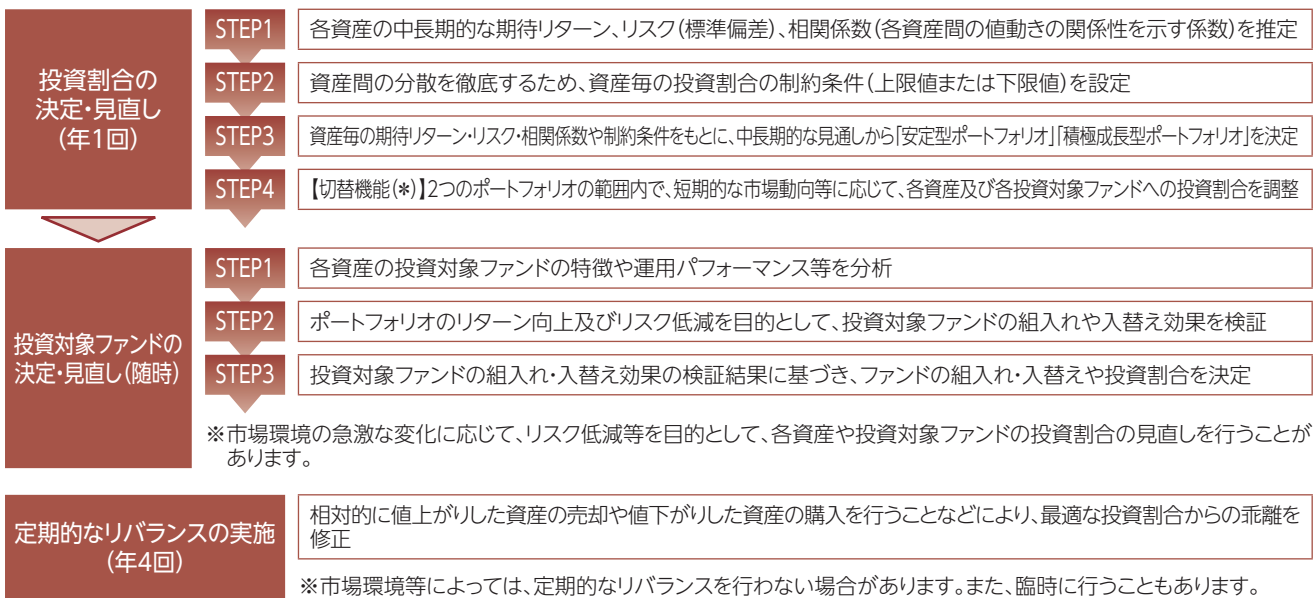 投資割合の
決定・見直し
(年1回)
STEP1
各資産の中長期的な期待リターン、リスク(標準偏差)、相関係数(各資産間の値動きの関係性を示す係数)を推定
STEP2
資産間の分散を徹底するため、資産毎の投資割合の制約条件(上限値または下限値)を設定
STEP3
資産毎の期待リターン・リスク・相関係数や制約条件をもとに、中長期的な見通しから「安定型ポートフォリオ」「積極成長型ポートフォリオ」を決定
STEP4
【切替機能(*)】2つのポートフォリオの範囲内で、短期的な市場動向等に応じて、各資産及び各投資対象ファンドへの投資割合を調整
投資対象ファンドの
決定・見直し(随時)
STEP1
各資産の投資対象ファンドの特徴や運用パフォーマンス等を分析
STEP2
ポートフォリオのリターン向上及びリスク低減を目的として、投資対象ファンドの組入れや入替え効果を検証
STEP3
投資対象ファンドの組入れ・入替え効果の検証結果に基づき、ファンドの組入れ・入替えや投資割合を決定
※市場環境の急激な変化に応じて、リスク低減等を目的として、各資産や投資対象ファンドの投資割合の見直しを行うことが
あります。
定期的なリバランスの実施
(年4回)
相対的に値上がりした資産の売却や値下がりした資産の購入を行うことなどにより、最適な投資割合からの乖離を
修正
※市場環境等によっては、定期的なリバランスを行わない場合があります。また、臨時に行うこともあります。